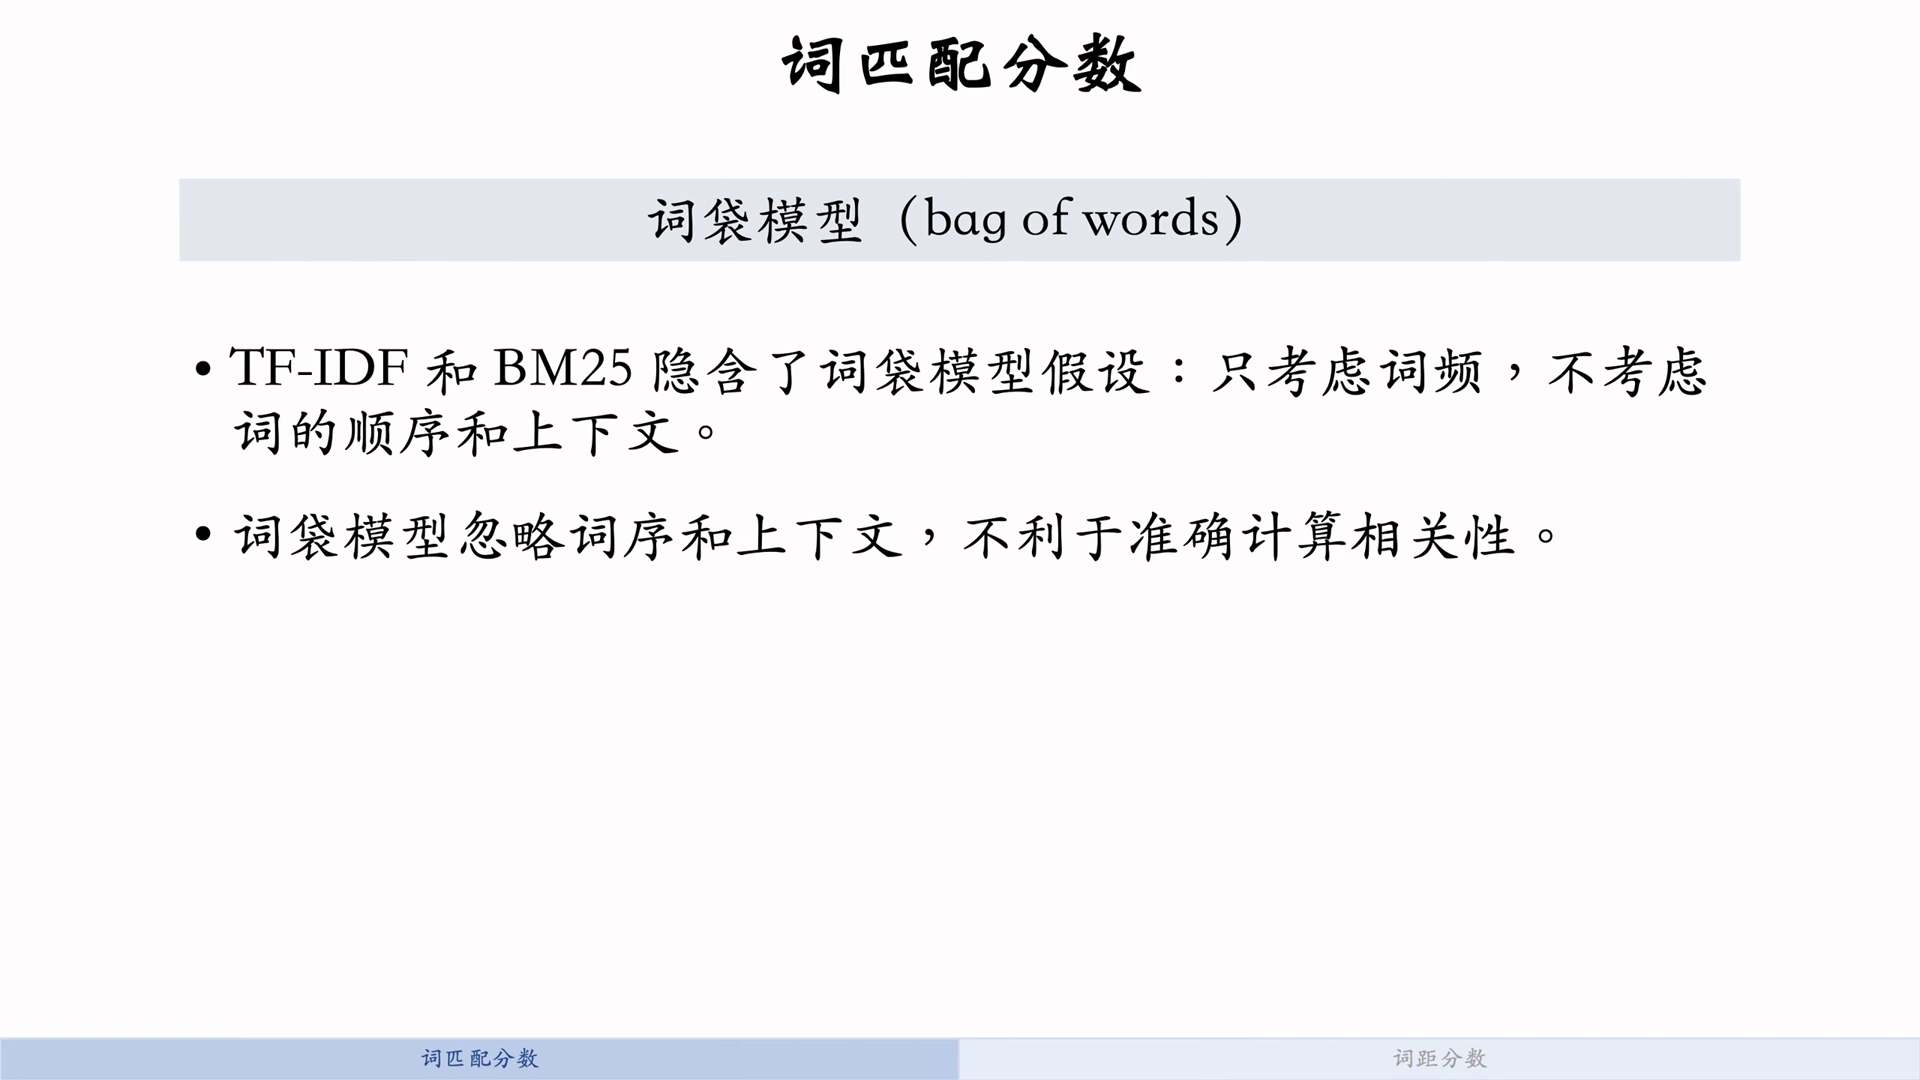 词匹配分数
词袋模型（bag of words）
• TF-IDF 和 BM25 隐含了词袋模型假设：只考虑词频，不考虑
词的顺序和上下文。
• 词袋模型忽略词序和上下文，不利于准确计算相关性。
词匹配分数
词距分数